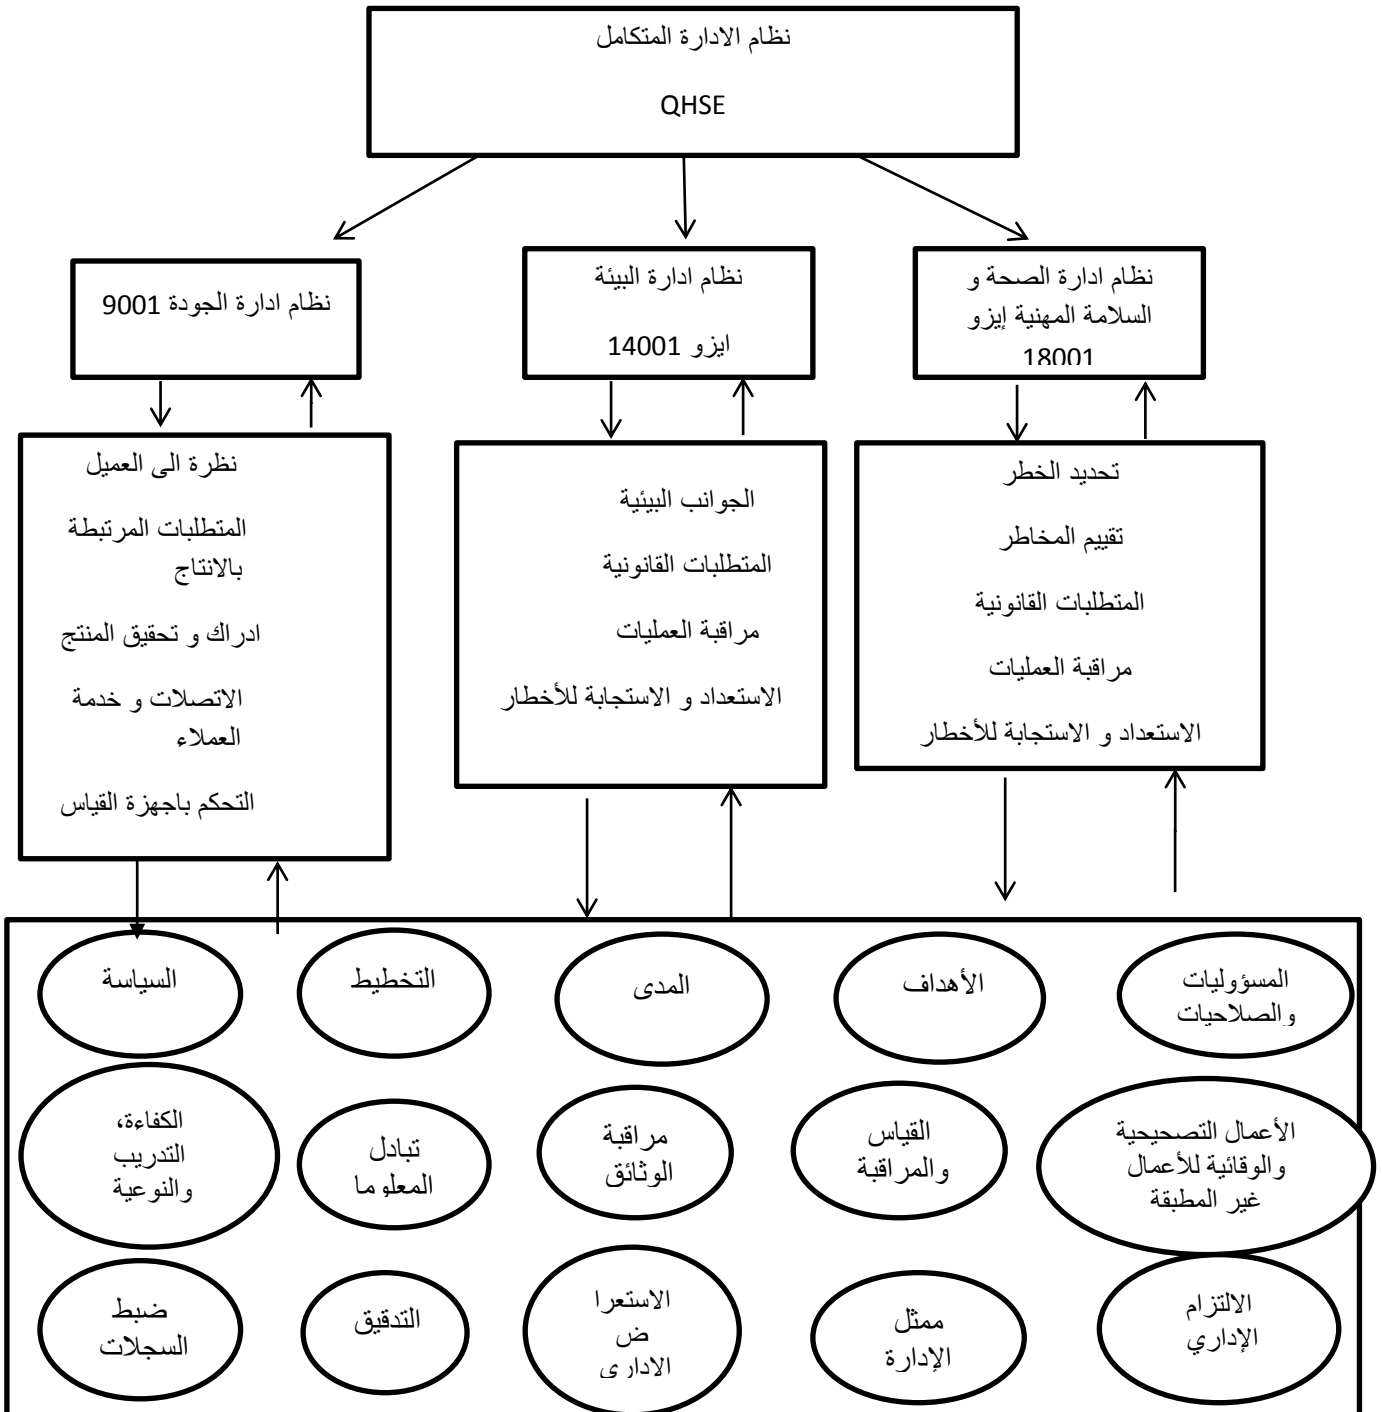 نظام الادارة المتكامل
QHSE
نظام ادارة الصحة و
السلامة المهنية إيزو
18001
نظام ادارة البيئة
ايزو 14001
نظام ادارة الجودة 9001
تحديد الخطر
تقييم المخاطر
المتطلبات القانونية
مراقبة العمليات
الاستعداد و الاستجابة للأخطار
الجوانب البيئية
المتطلبات القانونية
مراقبة العمليات
الاستعداد و الاستجابة للأخطار
نظرة الى العميل
المتطلبات المرتبطة
بالانتاج
ادراك و تحقيق المنتج
الاتصلات و خدمة
العملاء
التحكم باجهزة القياس
المسؤوليات
والصلاحيات
الأهداف
المدى
التخطيط
السياسة
الأعمال التصحيحية
والوقائية للأعمال
غير المطبقة
القياس
والمراقبة
مراقبة
الوثائق
تبادل
المعلوما
الكفاءة،
التدريب
والنوعية
الالتزام
الإداري
ممثل
الإدارة
الاستعرا
ض
الاداري
التدقيق
ضبط
السجلات